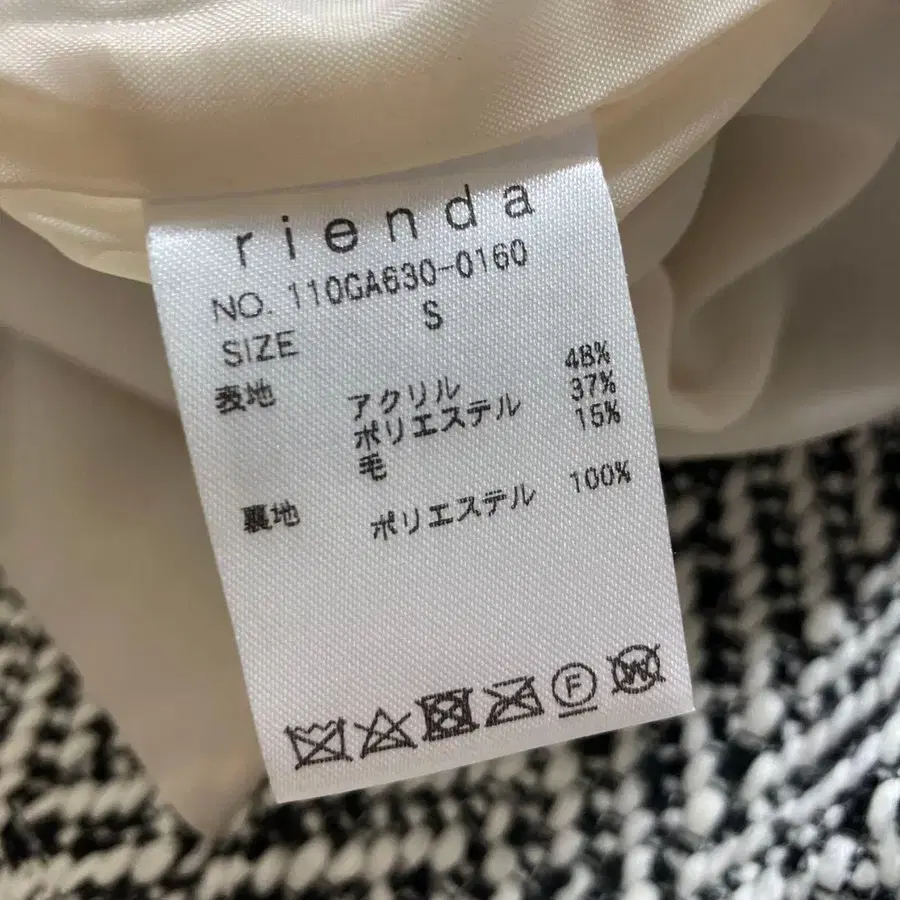 rienda
NO. 110GA630-0160
SIZE S
表地 アクリル 48%
ポリエステル 37%
毛 15%
裏地 ポリエステル 100%
F
W